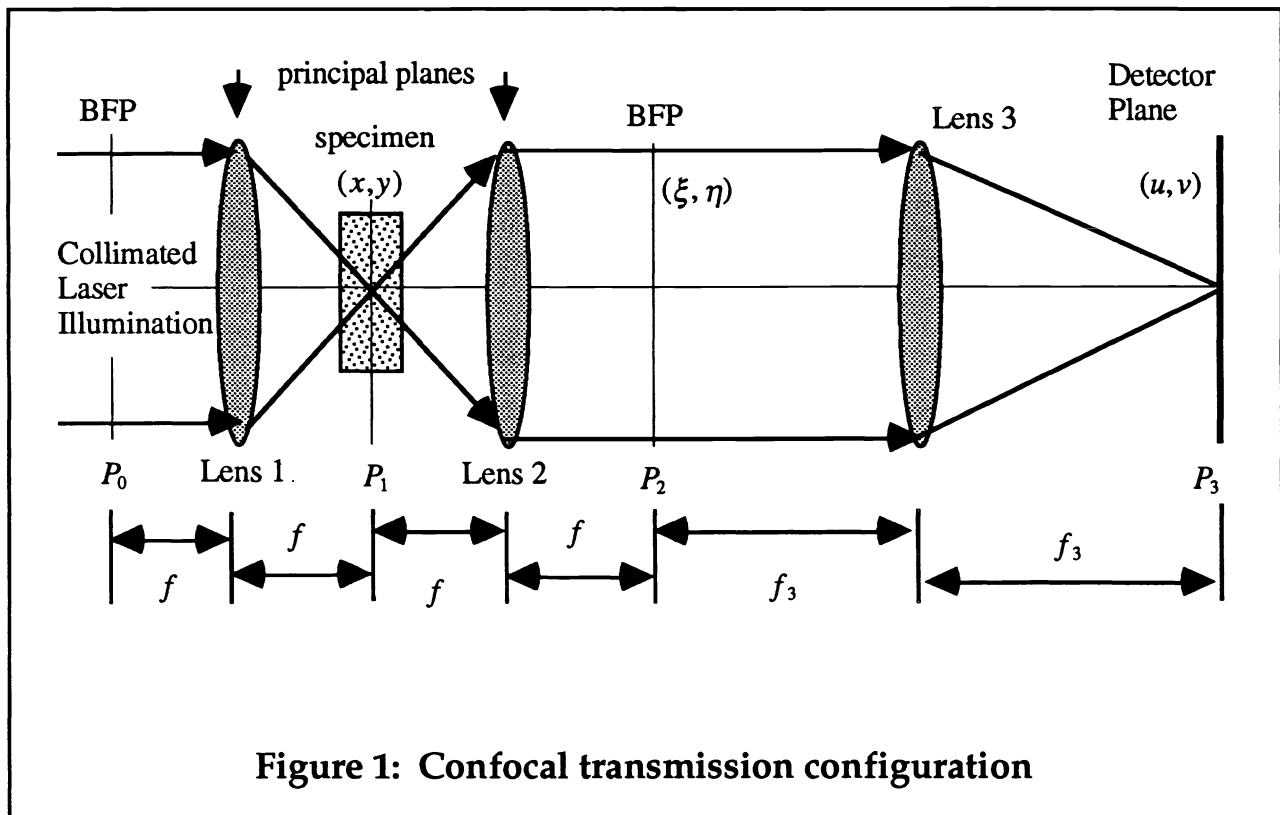 principal planes
Detector
Plane
BFP
BFP
Lens 3
specimen
(x,y)
(ξ, η)
(u,v)
Collimated
Laser
Illumination
P₀
Lens 1
P₁
Lens 2
P₂
P₃
f
f
f
f
f₃
f₃
Figure 1: Confocal transmission configuration